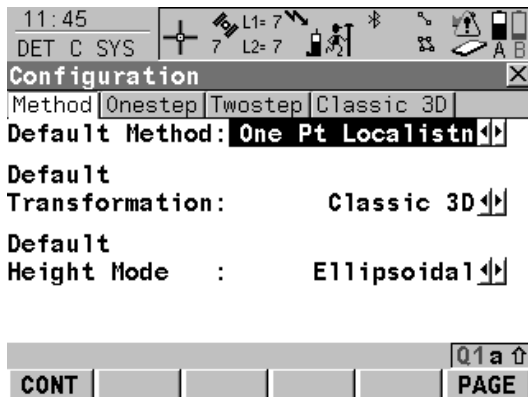 11:45
DET C SYS
7
L1= 7
L2= 7
A B
Configuration
Method Onestep Twostep Classic 3D
Default Method: One Pt Localistn
Default
Transformation: Classic 3D
Default
Height Mode : Ellipsoidal
Q1 a
CONT PAGE